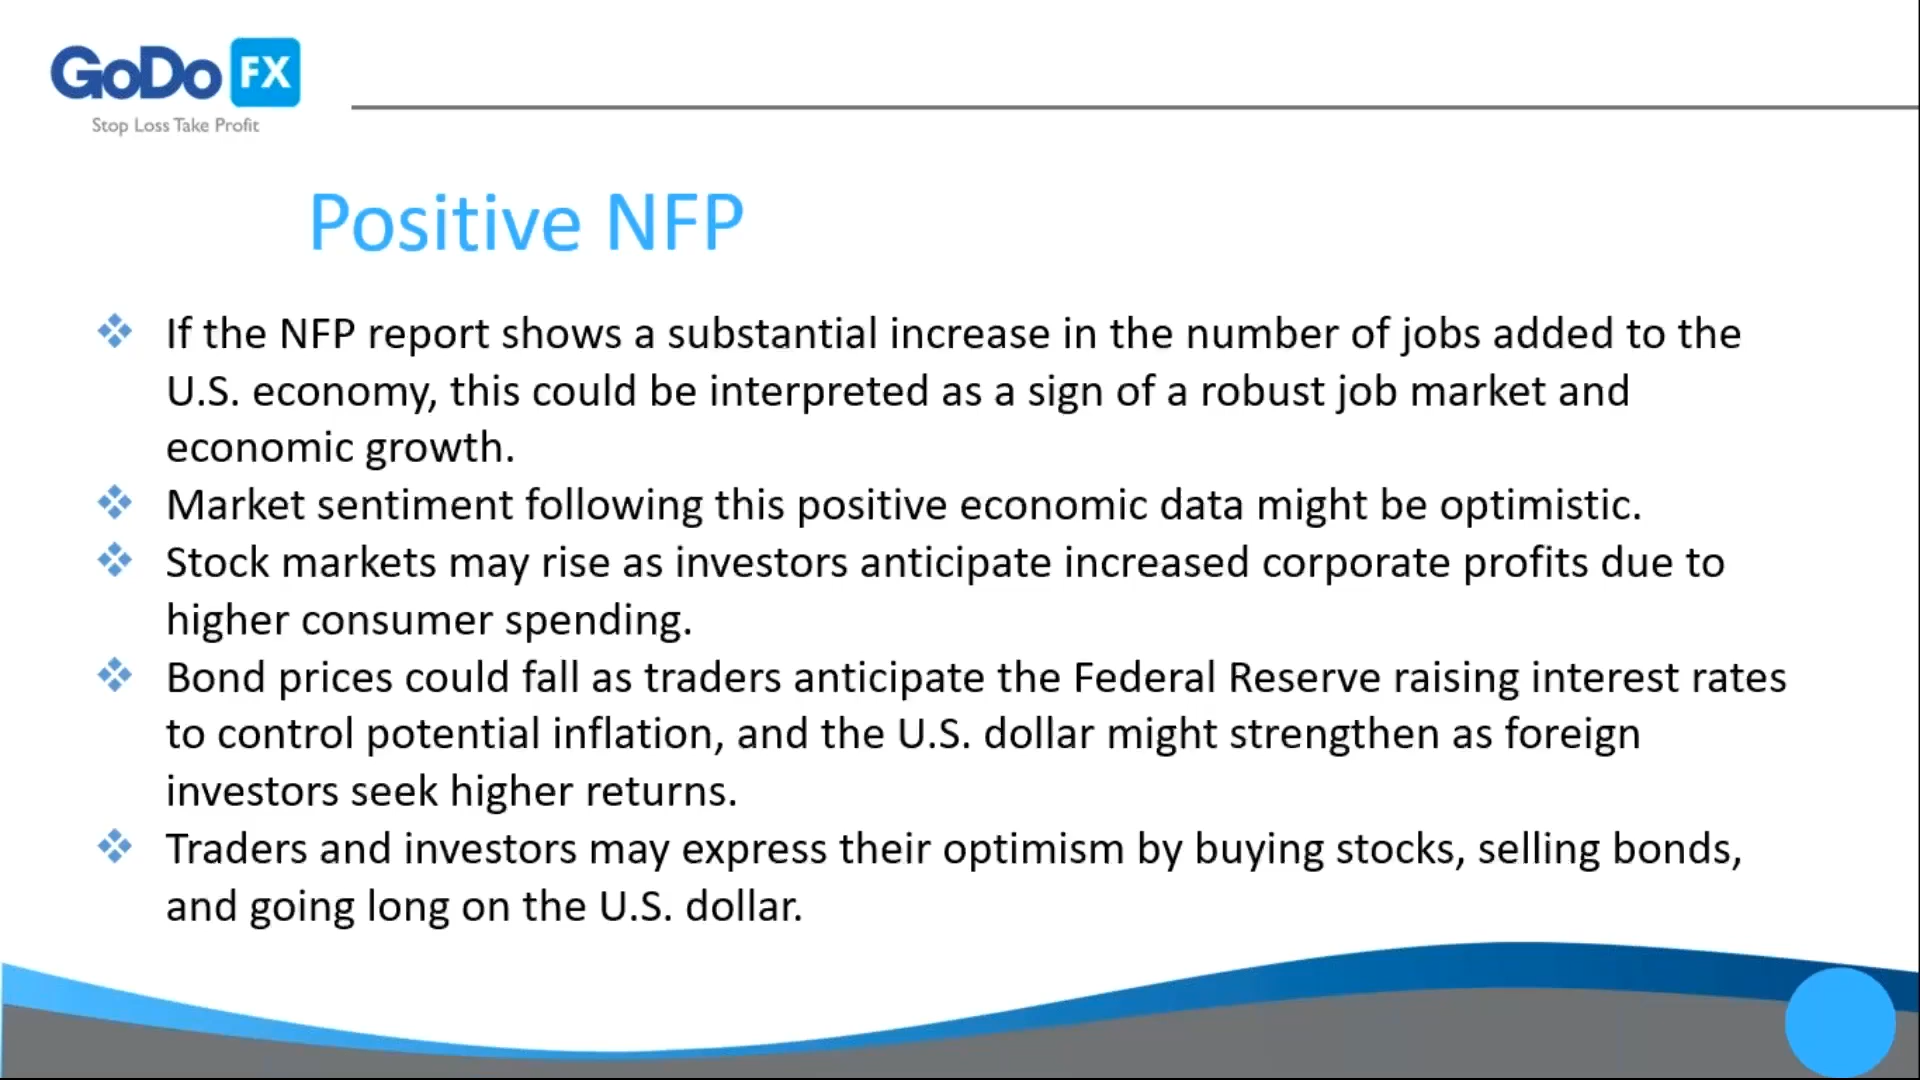 GoDo FX
Stop Loss Take Profit
Positive NFP
If the NFP report shows a substantial increase in the number of jobs added to the
U.S. economy, this could be interpreted as a sign of a robust job market and
economic growth.
Market sentiment following this positive economic data might be optimistic.
Stock markets may rise as investors anticipate increased corporate profits due to
higher consumer spending.
Bond prices could fall as traders anticipate the Federal Reserve raising interest rates
to control potential inflation, and the U.S. dollar might strengthen as foreign
investors seek higher returns.
Traders and investors may express their optimism by buying stocks, selling bonds,
and going long on the U.S. dollar.